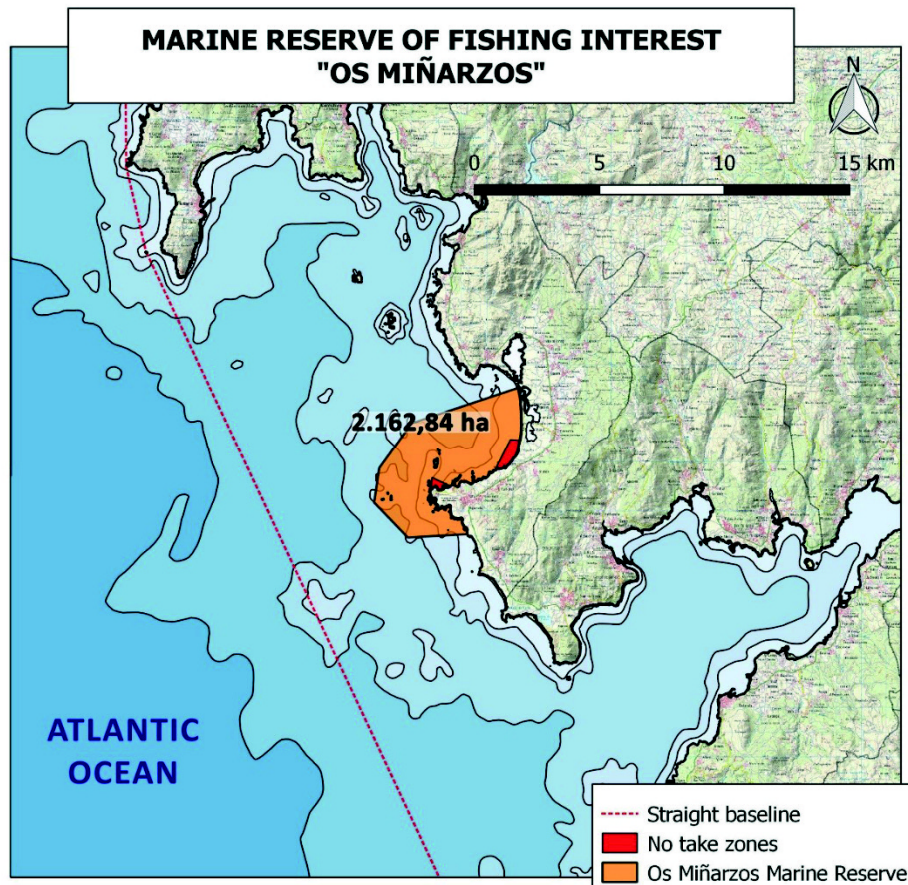 MARINE RESERVE OF FISHING INTEREST
"OS MIÑARZOS"
N
0 5 10 15 km
2.162,84 ha
ATLANTIC
OCEAN
Straight baseline
No take zones
Os Miñarzos Marine Reserve